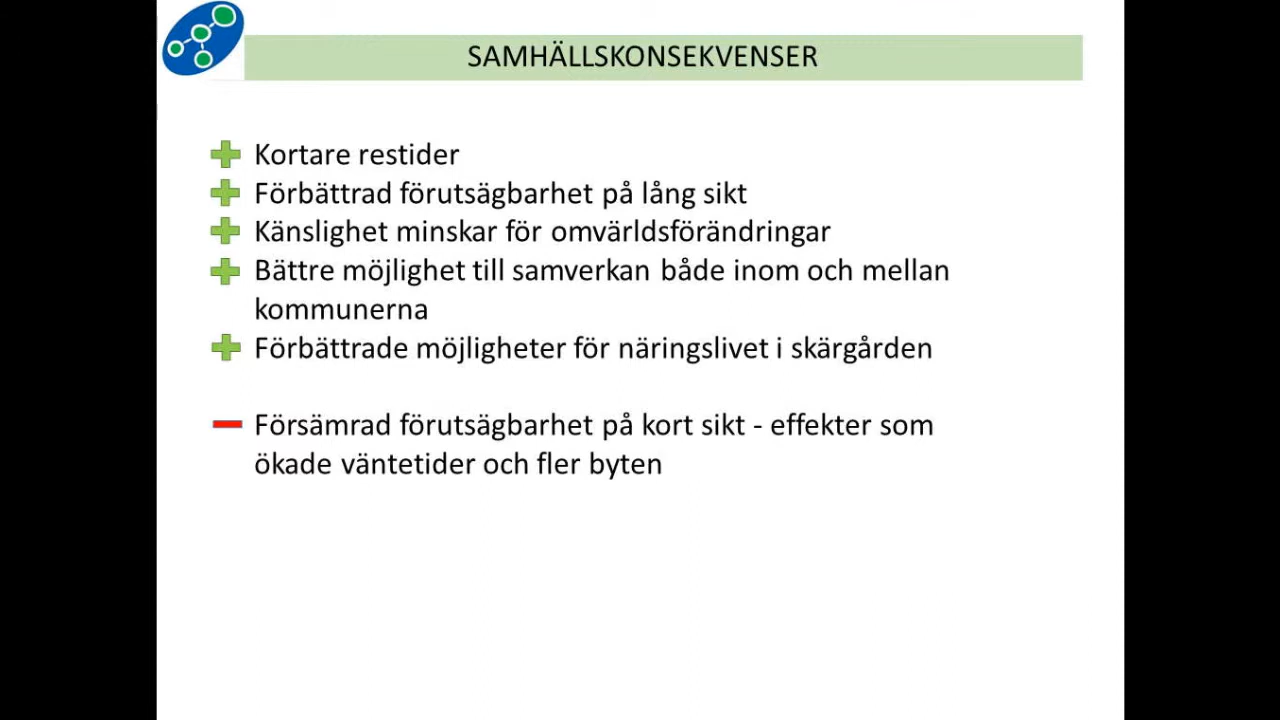 SAMHÄLLSKONSEKVENSER
Kortare restider
Förbättrad förutsägbarhet på lång sikt
Känslighet minskar för omvärldsförändringar
Bättre möjlighet till samverkan både inom och mellan
kommunerna
Förbättrade möjligheter för näringslivet i skärgården
Försämrad förutsägbarhet på kort sikt - effekter som
ökade väntetider och fler byten